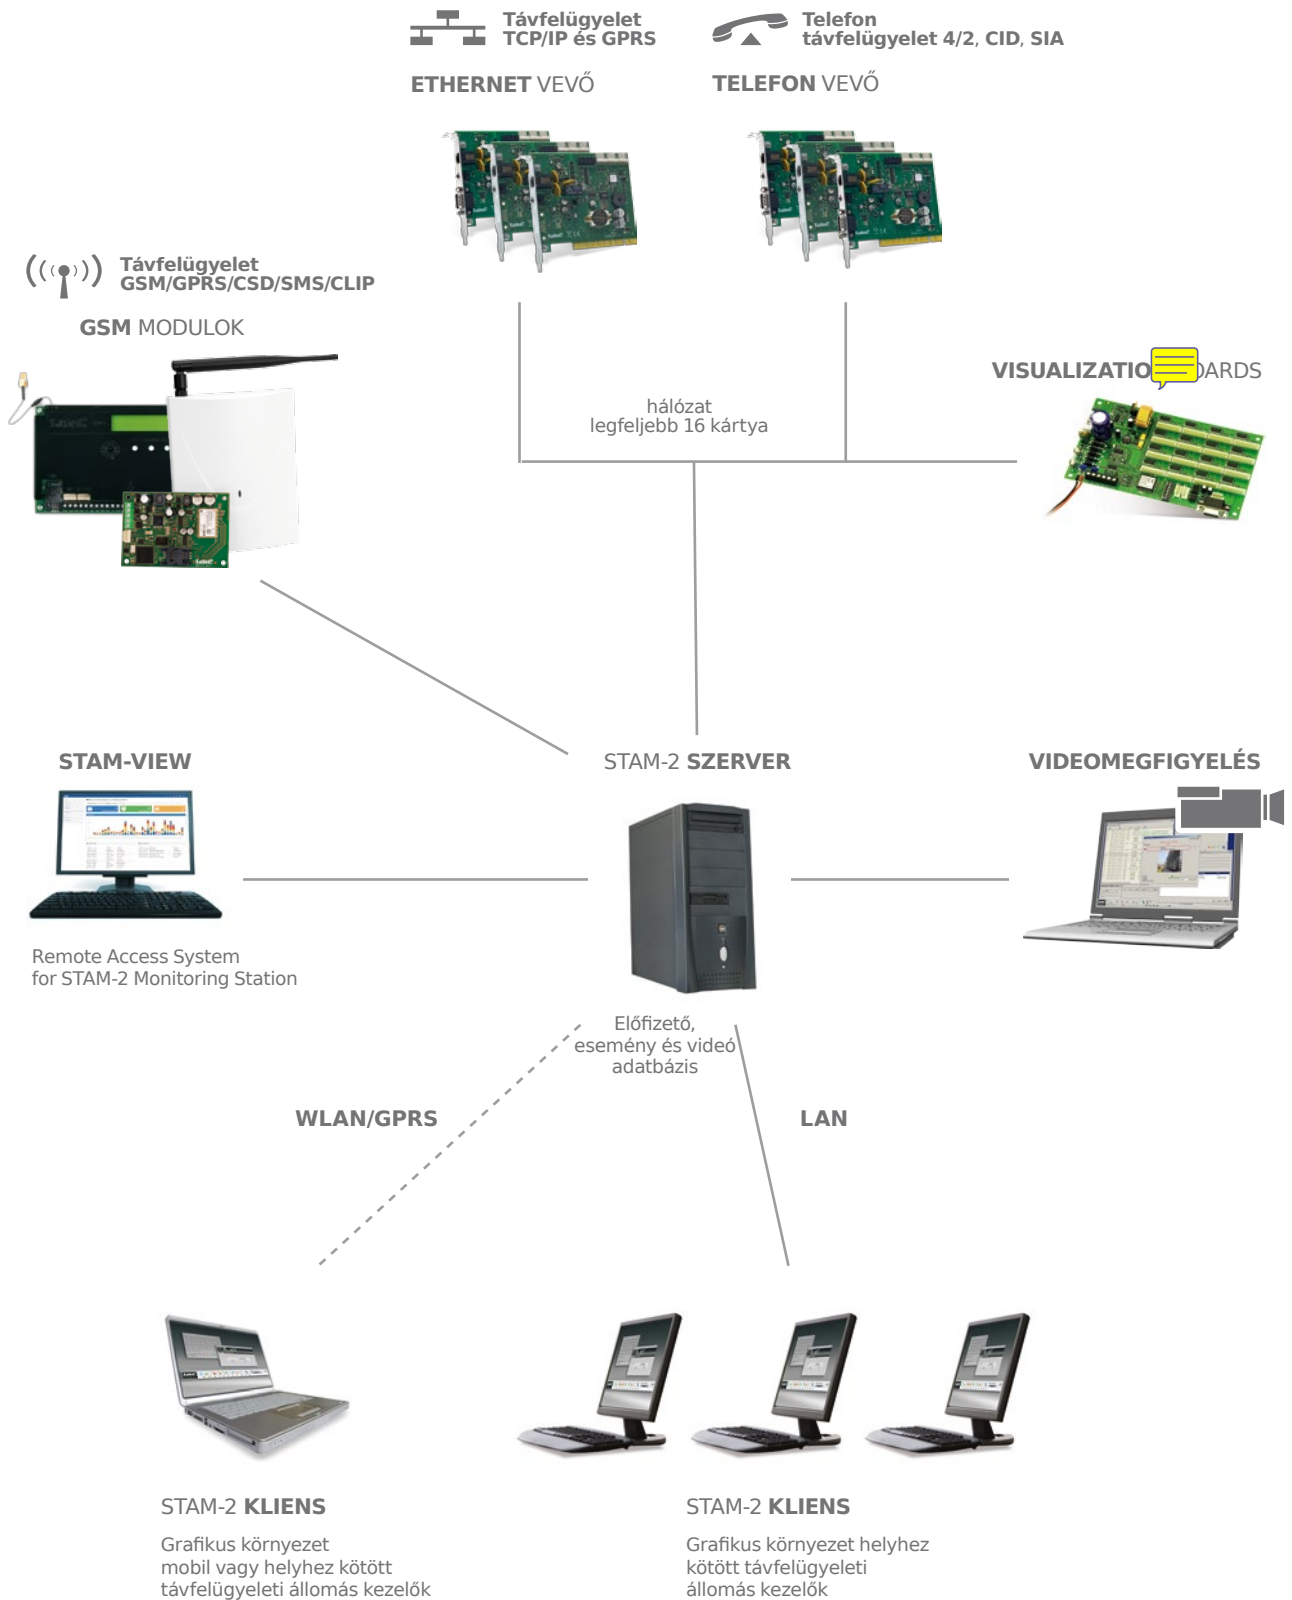 Távfelügyelet
TCP/IP és GPRS
Telefon
távfelügyelet 4/2, CID, SIA
ETHERNET VEVŐ
TELEFON VEVŐ
Távfelügyelet
GSM/GPRS/CSD/SMS/CLIP
GSM MODULOK
VISUALIZATIO OARDS
hálózat
legfeljebb 16 kártya
STAM-VIEW
STAM-2 SZERVER
VIDEOMEGFIGYELÉS
Remote Access System
for STAM-2 Monitoring Station
Előfizető,
esemény és videó
adatbázis
WLAN/GPRS
LAN
STAM-2 KLIENS
Grafikus környezet
mobil vagy helyhez kötött
távfelügyeleti állomás kezelők
STAM-2 KLIENS
Grafikus környezet helyhez
kötött távfelügyeleti
állomás kezelők